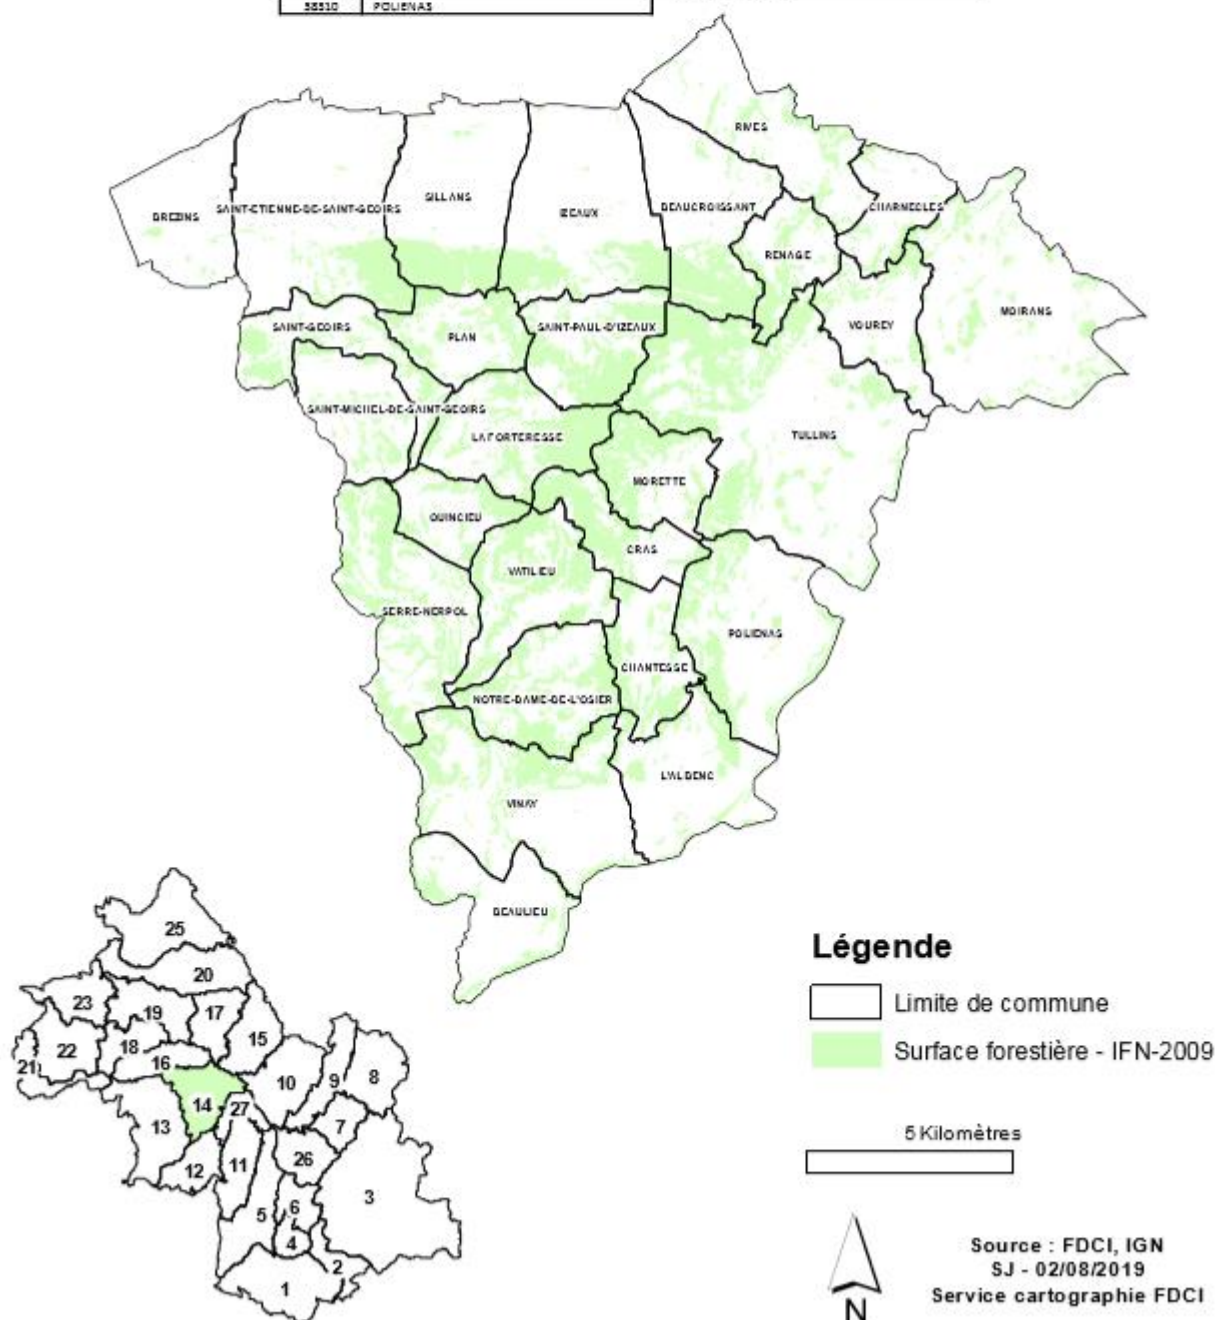 38310 POLIENAS
RIVES
BREZINS
SAINT-ETIENNE-DE-SAINT-GEOIRS
SILLANS
IZEAUX
BEAUCROISSANT
CHARNECLES
RENAGE
MOIRANS
SAINT-GEOIRS
PLAN
SAINT-PAUL-D'IZEAUX
VOUREY
SAINT-MICHEL-DE-SAINT-GEOIRS
LA FORTERESSE
TULLINS
MORETTE
QUINCIEU
CRAS
VATILIEU
SERRE-NERPOL
POLIENAS
CHANTESSE
NOTRE-DAME-DE-L'OSIER
L'ALBENC
VINAY
BEAULIEU
25
20
23
19
17
15
22
18
16
21
10
9
8
14
27
13
7
12
11
26
3
6
5
4
2
1
Légende
Limite de commune
Surface forestière - IFN-2009
5 Kilomètres
N
Source : FDCI, IGN
SJ - 02/08/2019
Service cartographie FDCI